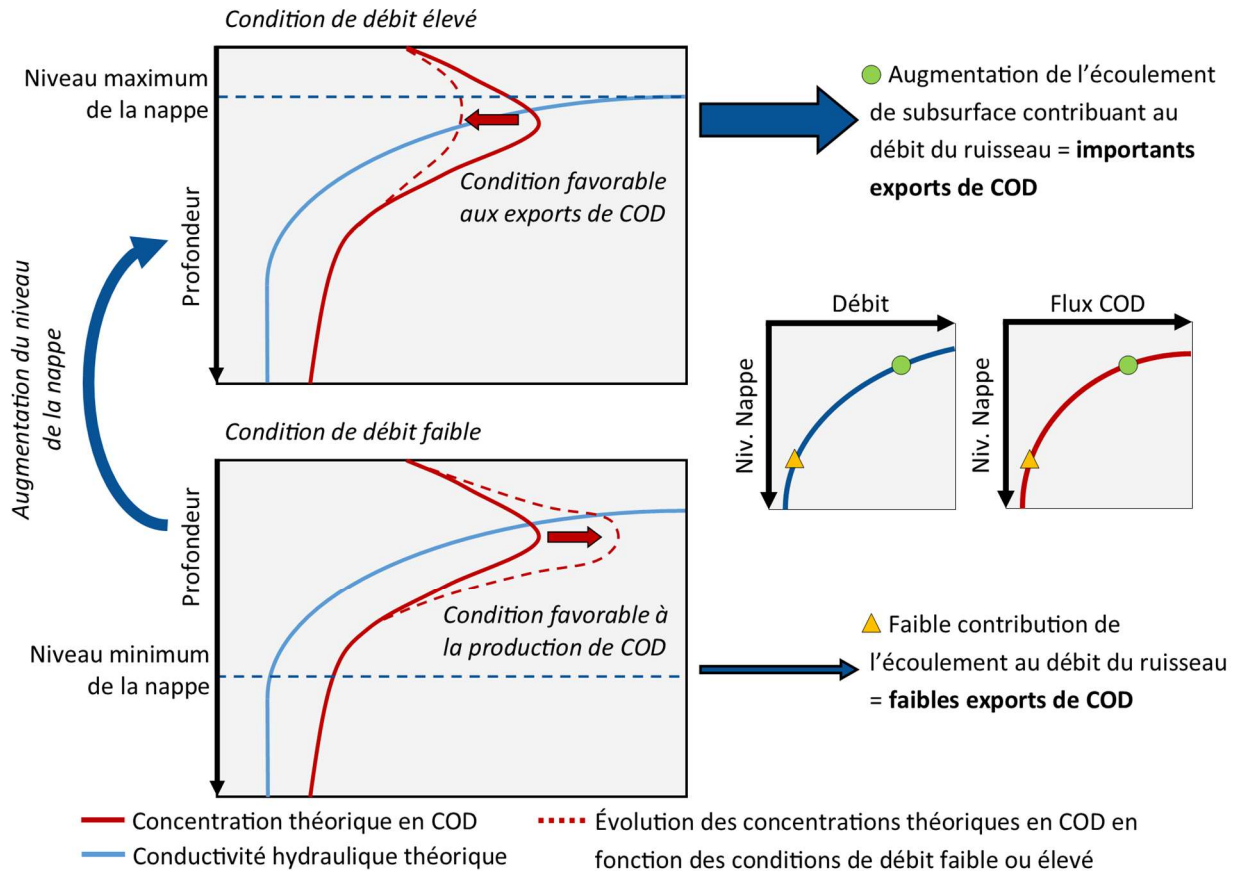 Condition de débit élevé
Niveau maximum
de la nappe
Profondeur
Condition favorable
aux exports de COD
Augmentation de l'écoulement
de subsurface contribuant au
débit du ruisseau = importants
exports de COD
Augmentation du niveau
de la nappe
Débit
Niv. Nappe
Flux COD
Niv. Nappe
Condition de débit faible
Profondeur
Niveau minimum
de la nappe
Condition favorable à
la production de COD
Faible contribution de
l'écoulement au débit du ruisseau
= faibles exports de COD
Concentration théorique en COD
Conductivité hydraulique théorique
Évolution des concentrations théoriques en COD en
fonction des conditions de débit faible ou élevé